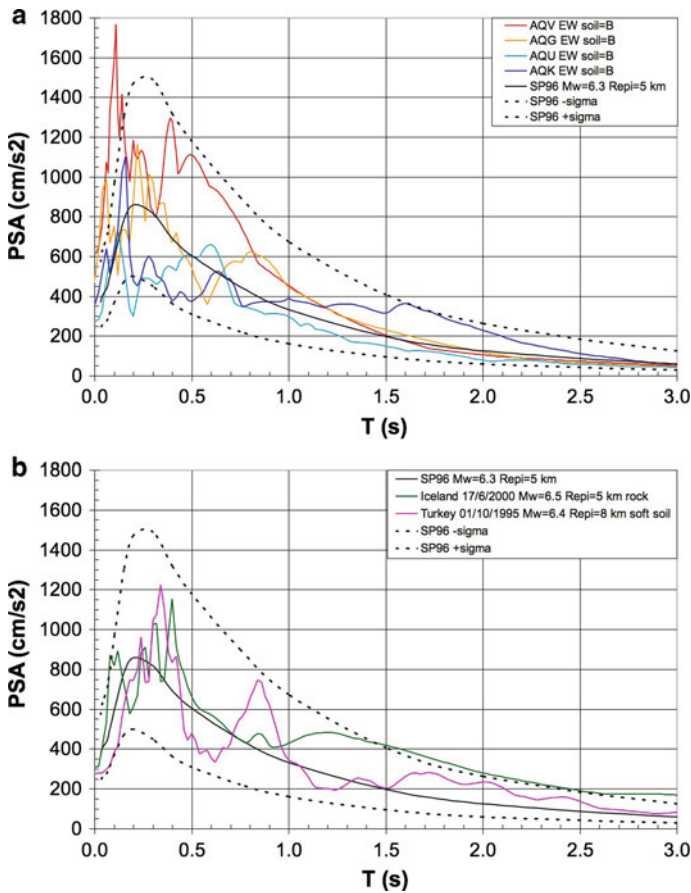 a
1800
1600
1400
1200
1000
800
600
400
200
0
PSA (cm/s2)
0.0 0.5 1.0 1.5 2.0 2.5 3.0
T (s)
AQV EW soil=B
AQG EW soil=B
AQU EW soil=B
AQK EW soil=B
SP96 Mw=6.3 Repi=5 km
SP96 -sigma
SP96 +sigma
b
1800
1600
1400
1200
1000
800
600
400
200
0
PSA (cm/s2)
0.0 0.5 1.0 1.5 2.0 2.5 3.0
T (s)
SP96 Mw=6.3 Repi=5 km
Iceland 17/6/2000 Mw=6.5 Repi=5 km rock
Turkey 01/10/1995 Mw=6.4 Repi=8 km soft soil
SP96 -sigma
SP96 +sigma